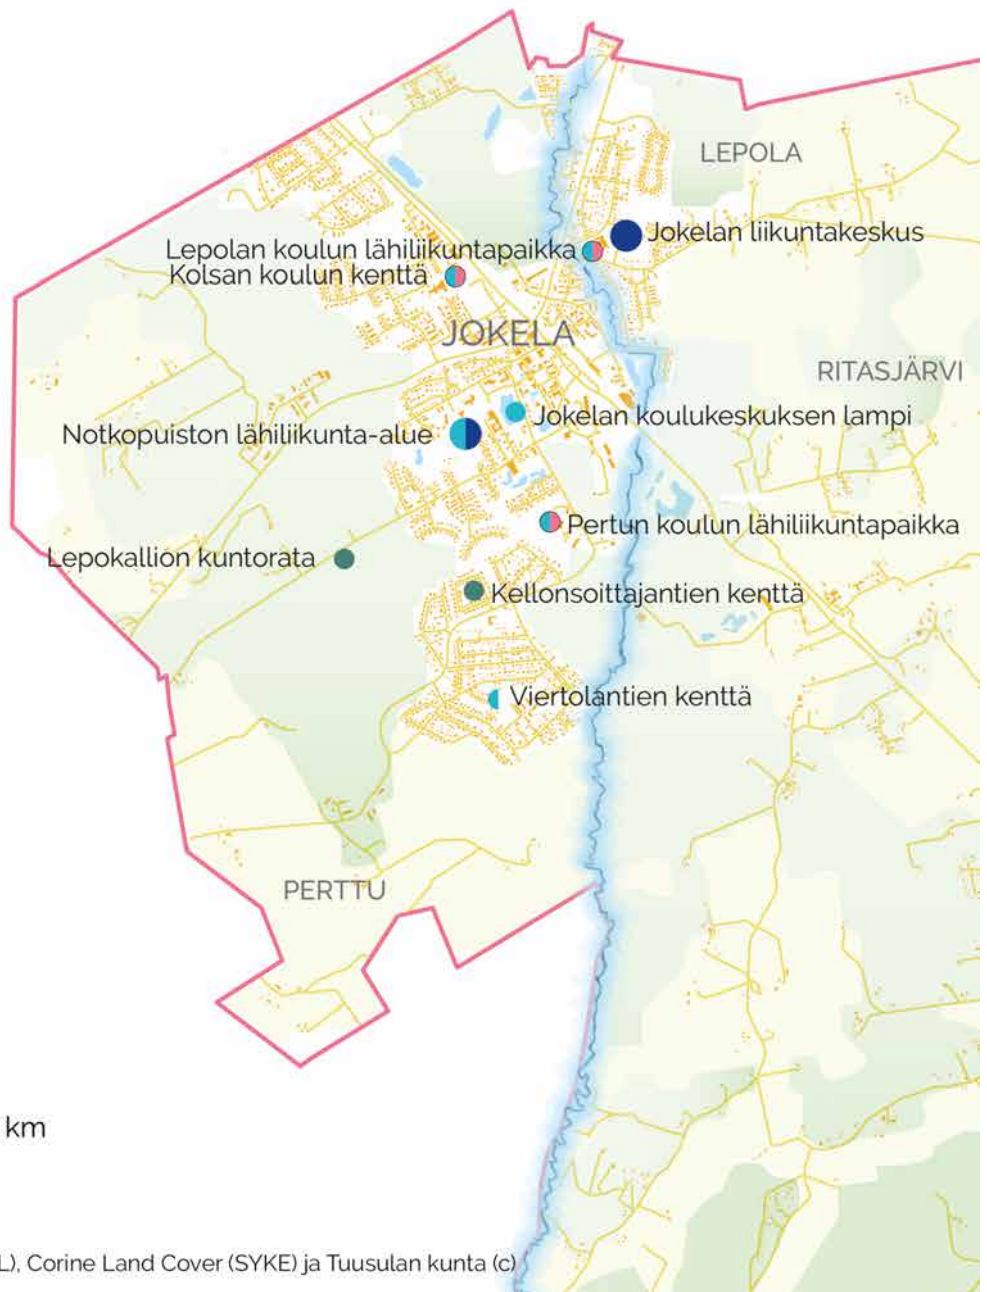 LEPOLA
Jokelan liikuntakeskus
Lepolan koulun lähiliikuntapaikka
Kolsan koulun kenttä
JOKELA
RITASJÄRVI
Jokelan koulukeskuksen lampi
Notkopuiston lähiliikunta-alue
Pertun koulun lähiliikuntapaikka
Lepokallion kuntorata
Kellonsoittajantien kenttä
Viertolantien kenttä
PERTTU
km
L), Corine Land Cover (SYKE) ja Tuusulan kunta (c)